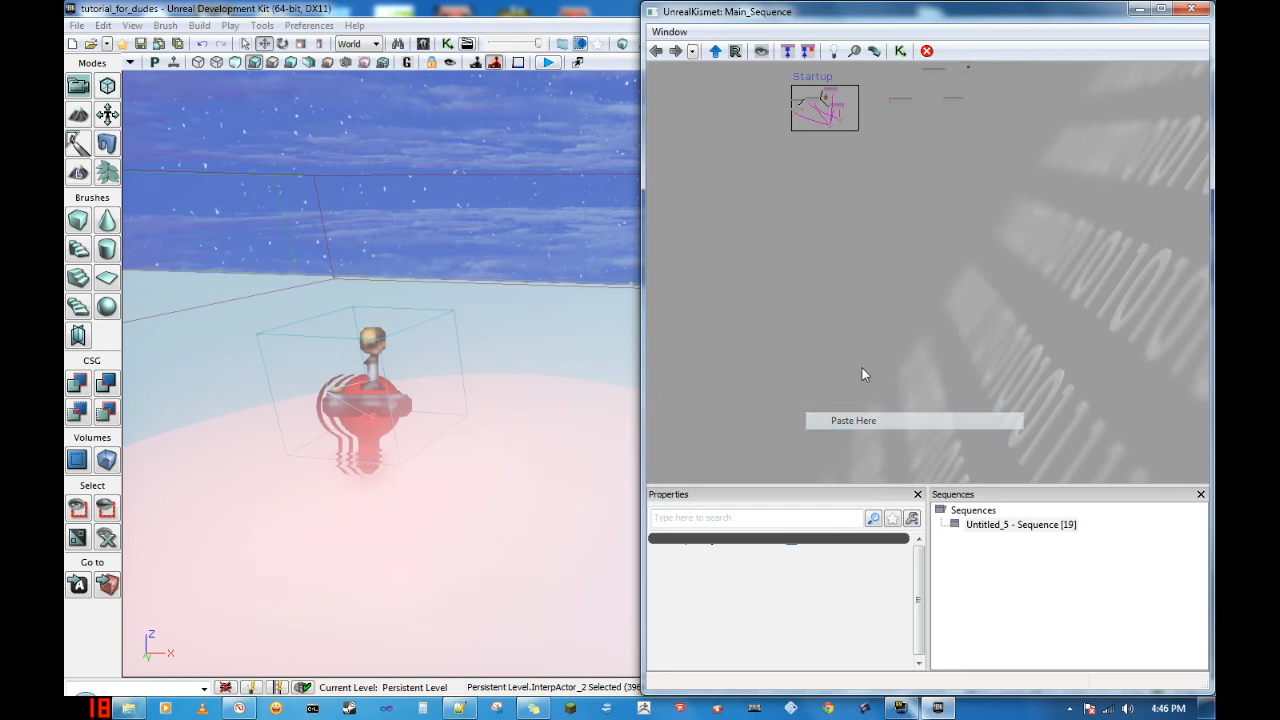 tutorial_for_dudes - Unreal Development Kit (64-bit, DX11)
File Edit View Brush Build Play Tools Preferences Help
World
Modes
P
G
Brushes
CSG
Volumes
Select
Go to
Z
X
Y
Current Level: Persistent Level
Persistent Level.InterpActor_2 Selected (396
UnrealKismet: Main_Sequence
Window
Startup
Paste Here
Properties
Type here to search
Sequences
Sequences
Untitled_5 - Sequence [19]
18
4:46 PM